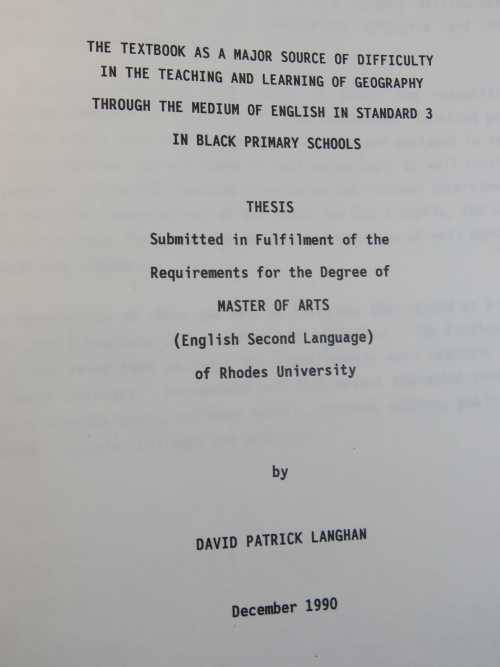 THE TEXTBOOK AS A MAJOR SOURCE OF DIFFICULTY
IN THE TEACHING AND LEARNING OF GEOGRAPHY
THROUGH THE MEDIUM OF ENGLISH IN STANDARD 3
IN BLACK PRIMARY SCHOOLS
THESIS
Submitted in Fulfilment of the
Requirements for the Degree of
MASTER OF ARTS
(English Second Language)
of Rhodes University
by
DAVID PATRICK LANGHAN
December 1990